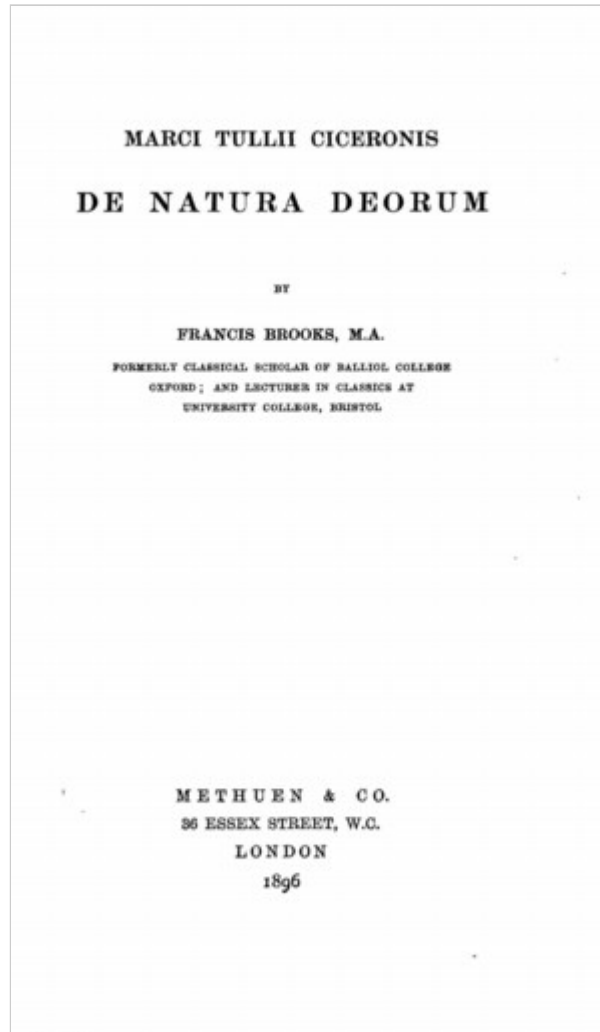 MARCI TULLII CICERONIS
DE NATURA DEORUM
BY
FRANCIS BROOKS, M.A.
FORMERLY CLASSICAL SCHOLAR OF BALLIOL COLLEGE
OXFORD; AND LECTURER IN CLASSICS AT
UNIVERSITY COLLEGE, BRISTOL
METHUEN & CO.
36 ESSEX STREET, W.C.
LONDON
1896